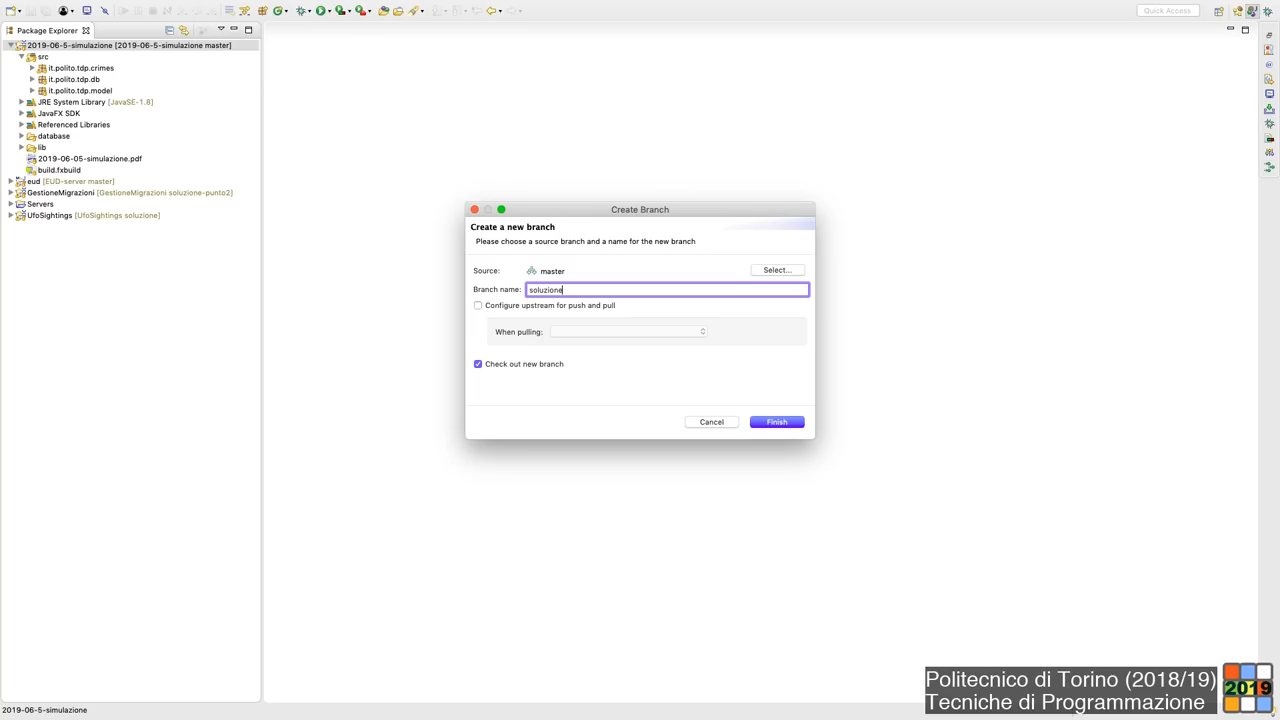 Quick Access
Package Explorer
2019-06-5-simulazione [2019-06-5-simulazione master]
src
it.polito.tdp.crimes
it.polito.tdp.db
it.polito.tdp.model
JRE System Library [JavaSE-1.8]
JavaFX SDK
Referenced Libraries
database
lib
2019-06-05-simulazione.pdf
build.fxbuild
eud [EUD-server master]
GestioneMigrazioni [GestioneMigrazioni soluzione-punto2]
Servers
UfoSightings [UfoSightings soluzione]
Create Branch
Create a new branch
Please choose a source branch and a name for the new branch
Source: master Select...
Branch name: soluzione
Configure upstream for push and pull
When pulling:
Check out new branch
Cancel Finish
Politecnico di Torino (2018/19)
Tecniche di Programmazione
2019
2019-06-5-simulazione